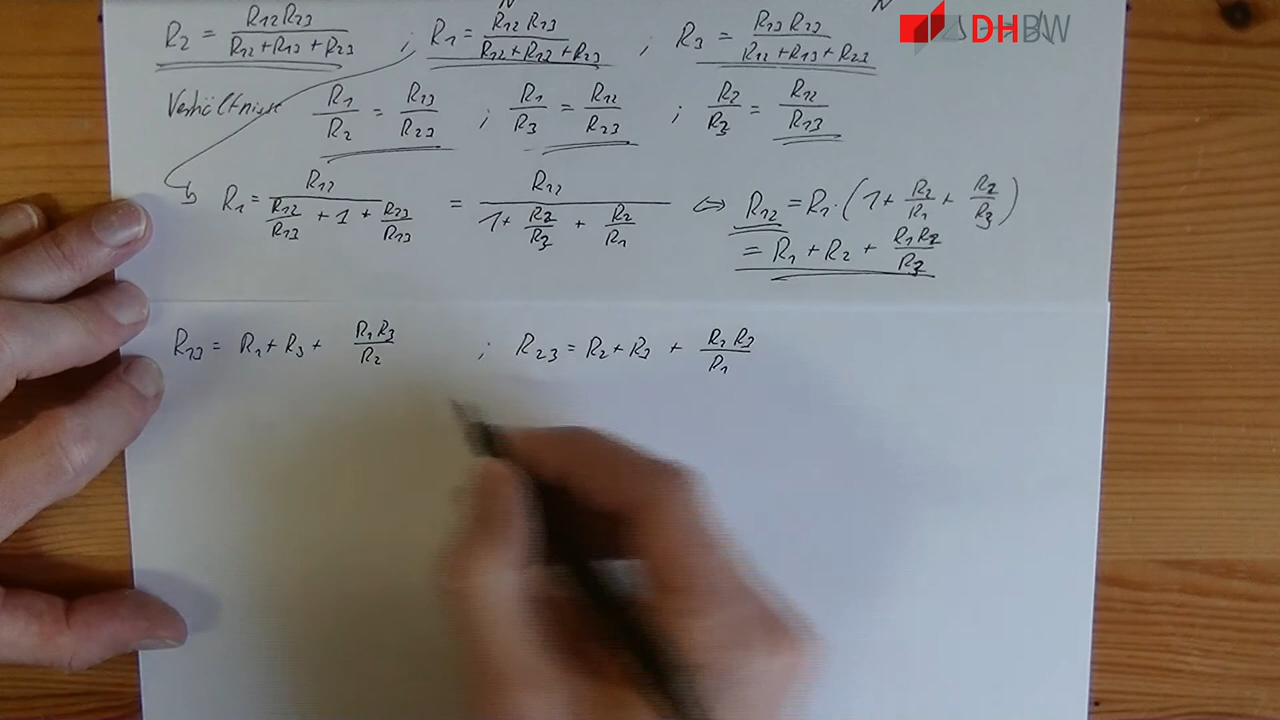 R₂ = R₁₂R₂₃ / (R₁₂+R₁₃+R₂₃) ; R₁ = R₁₂R₁₃ / (R₁₂+R₁₃+R₂₃) ; R₃ = R₁₃R₂₃ / (R₁₂+R₁₃+R₂₃)
DHBW
Verhältnisse R₁/R₂ = R₁₃/R₂₃ ; R₁/R₃ = R₁₂/R₂₃ ; R₂/R₃ = R₁₂/R₁₃
R₁ = R₁₂ / (R₁₂/R₁₃ + 1 + R₂₃/R₁₃) = R₁₂ / (1 + R₂/R₃ + R₂/R₁) ⇔ R₁₂ = R₁·(1 + R₂/R₁ + R₂/R₃)
= R₁ + R₂ + R₁R₂/R₃
R₁₃ = R₁ + R₃ + R₁R₃/R₂ ; R₂₃ = R₂ + R₃ + R₂R₃/R₁